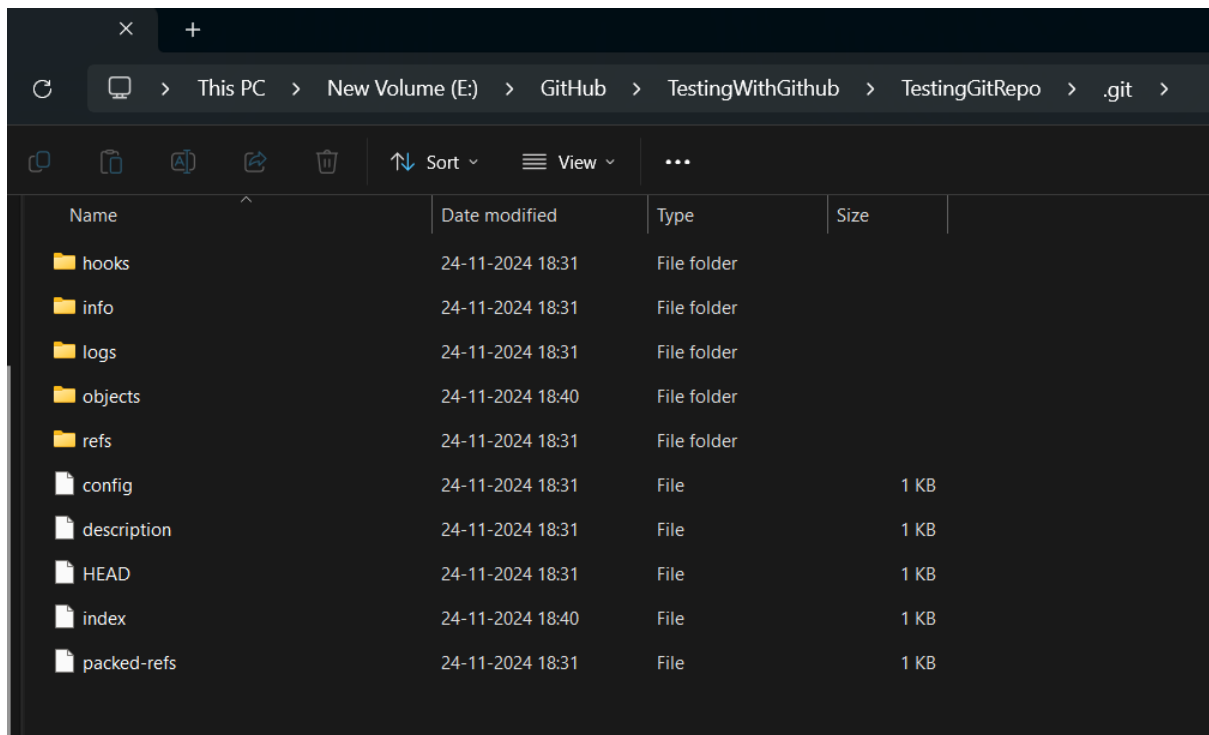 This PC > New Volume (E:) > GitHub > TestingWithGithub > TestingGitRepo > .git >
Sort View
Name Date modified Type Size
hooks 24-11-2024 18:31 File folder
info 24-11-2024 18:31 File folder
logs 24-11-2024 18:31 File folder
objects 24-11-2024 18:40 File folder
refs 24-11-2024 18:31 File folder
config 24-11-2024 18:31 File 1 KB
description 24-11-2024 18:31 File 1 KB
HEAD 24-11-2024 18:31 File 1 KB
index 24-11-2024 18:40 File 1 KB
packed-refs 24-11-2024 18:31 File 1 KB